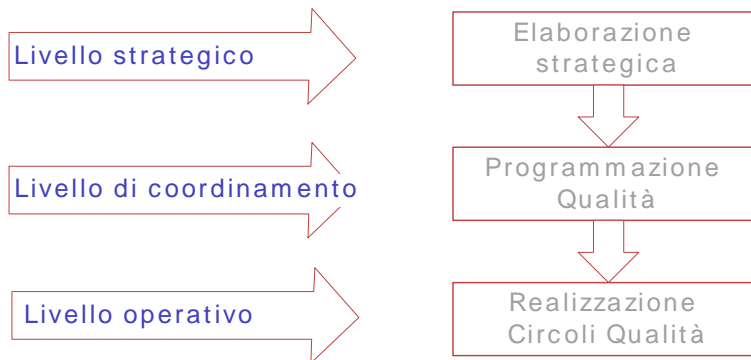 Livello strategico
Elaborazione
strategica
Livello di coordinamento
Programmazione
Qualità
Livello operativo
Realizzazione
Circoli Qualità